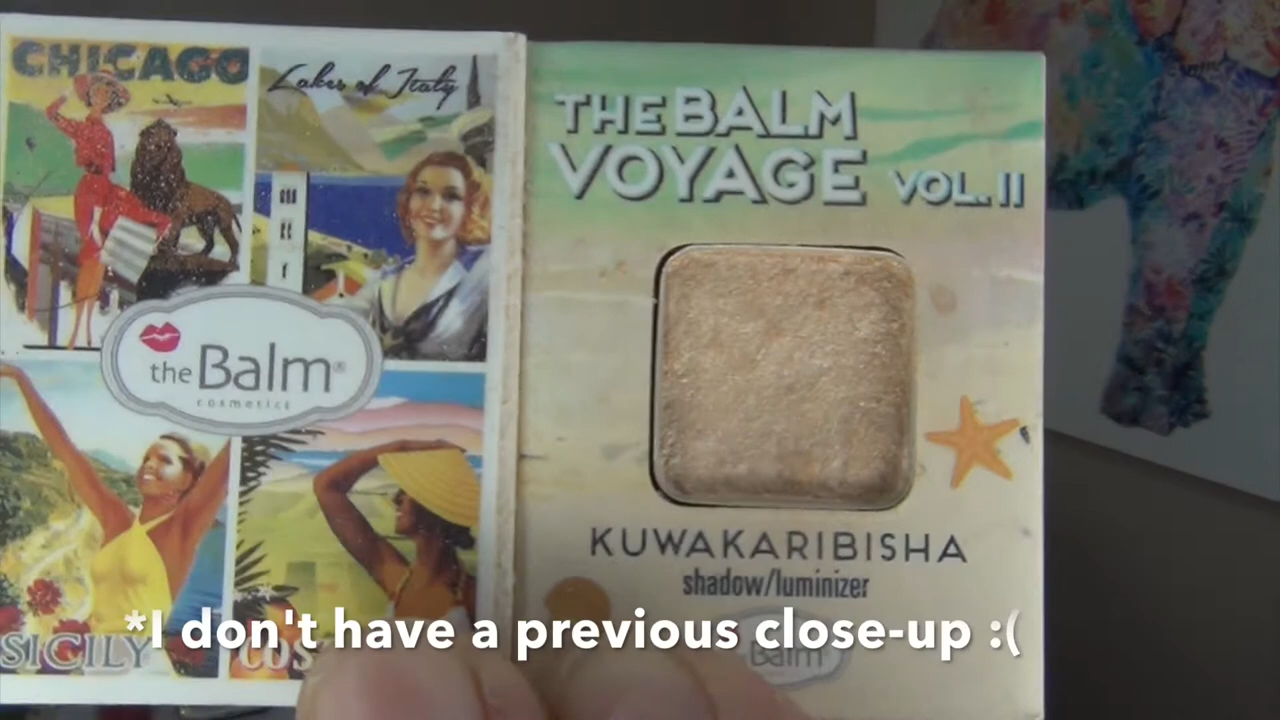 CHICAGO
Lakes of Italy
the Balm®
cosmetics
SICILY
THE BALM
VOYAGE VOL. II
KUWAKARIBISHA
shadow/luminizer
*I don't have a previous close-up :(
Balm